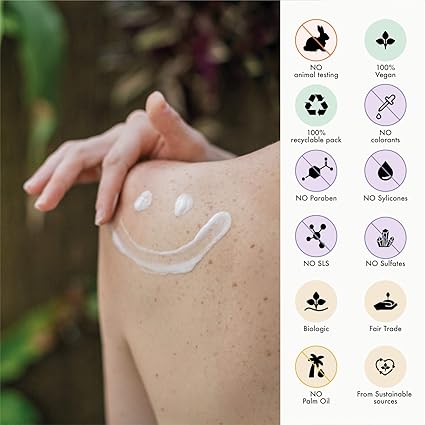 NO
animal testing
100%
Vegan
100%
recyclable pack
NO
colorants
NO Paraben
NO Sylicones
NO SLS
NO Sulfates
Biologic
Fair Trade
NO
Palm Oil
From Sustainable
sources